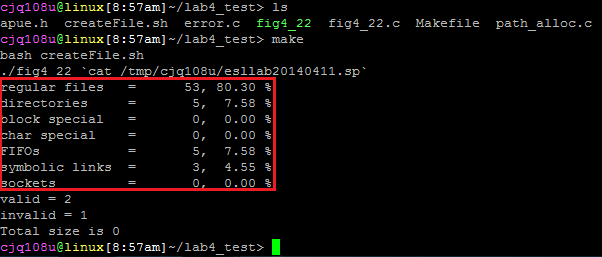 cjq108u@linux[8:57am]~/lab4_test> ls
apue.h  createFile.sh  error.c  fig4_22  fig4_22.c  Makefile  path_alloc.c
cjq108u@linux[8:57am]~/lab4_test> make
bash createFile.sh
./fig4_22 `cat /tmp/cjq108u/esllab20140411.sp`
regular files   =      53, 80.30 %
directories     =       5,  7.58 %
block special   =       0,  0.00 %
char special    =       0,  0.00 %
FIFOs           =       5,  7.58 %
symbolic links  =       3,  4.55 %
sockets         =       0,  0.00 %
valid = 2
invalid = 1
Total size is 0
cjq108u@linux[8:57am]~/lab4_test>